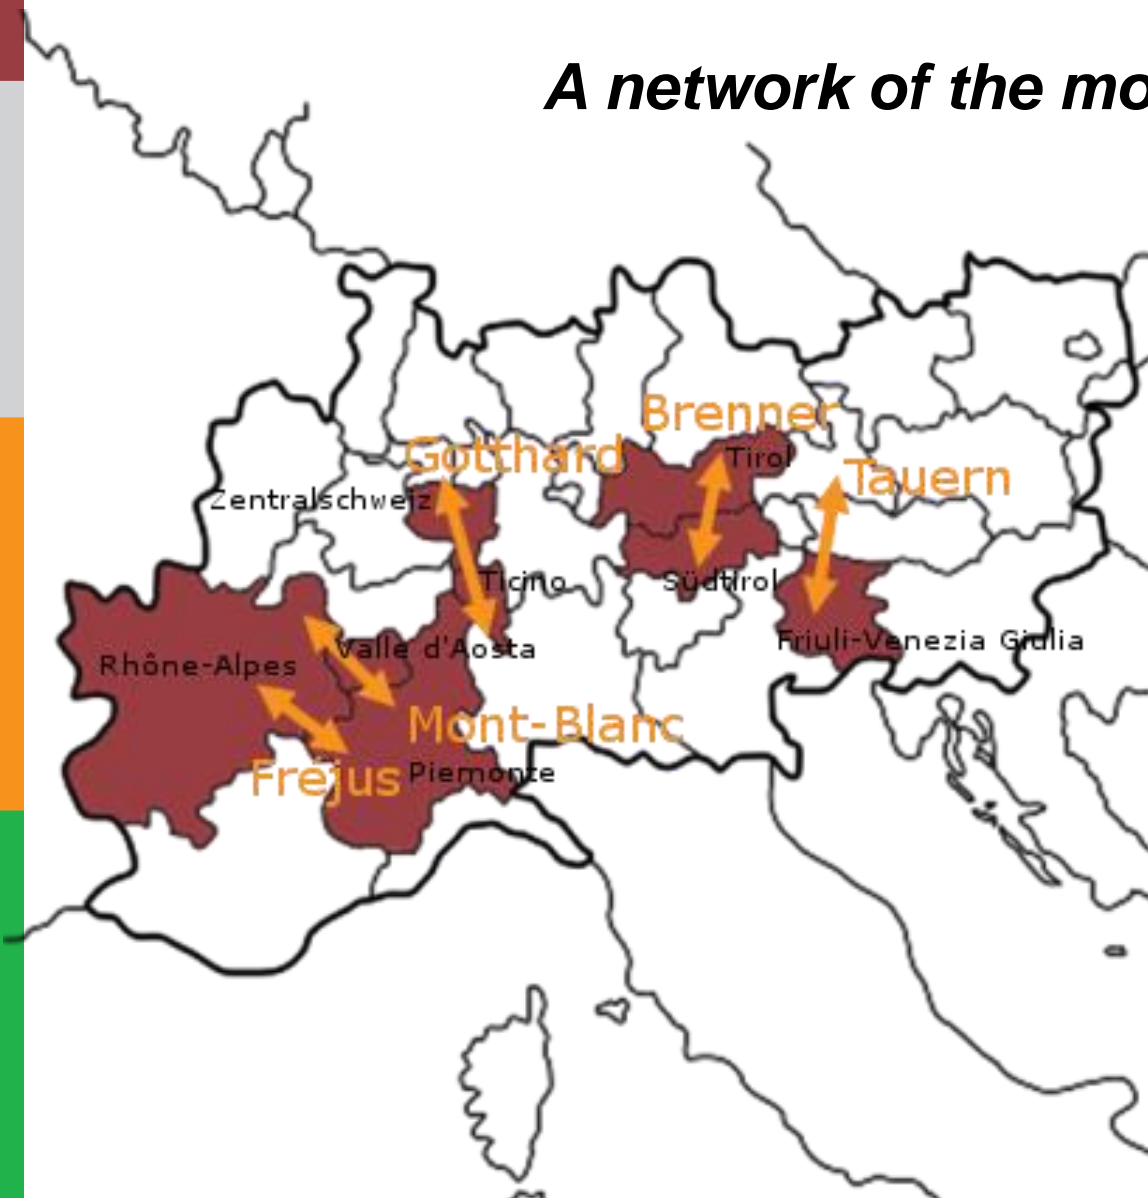 A network of the mo
Brenner
Gotthard
Tirol
Tauern
Zentralschweiz
Ticino
Südtirol
Friuli-Venezia Giulia
Valle d'Aosta
Rhône-Alpes
Mont-Blanc
Fréjus
Piemonte